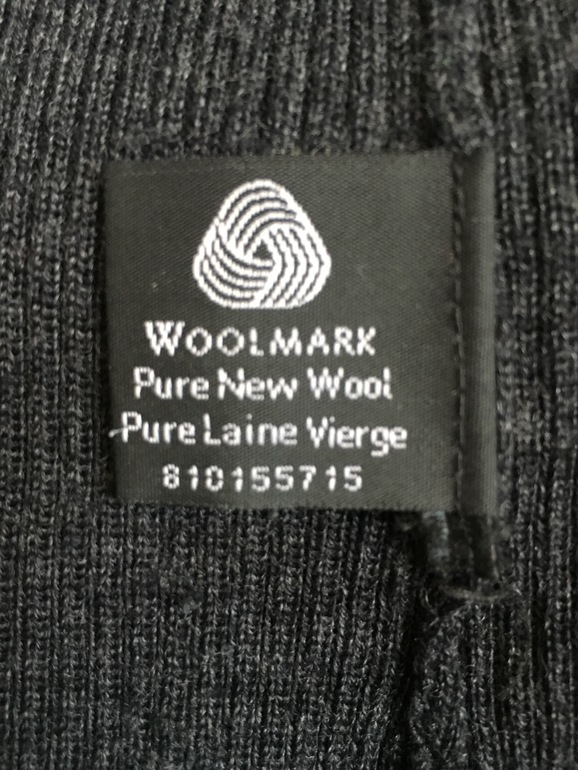 WOOLMARK
Pure New Wool
Pure Laine Vierge
810155715